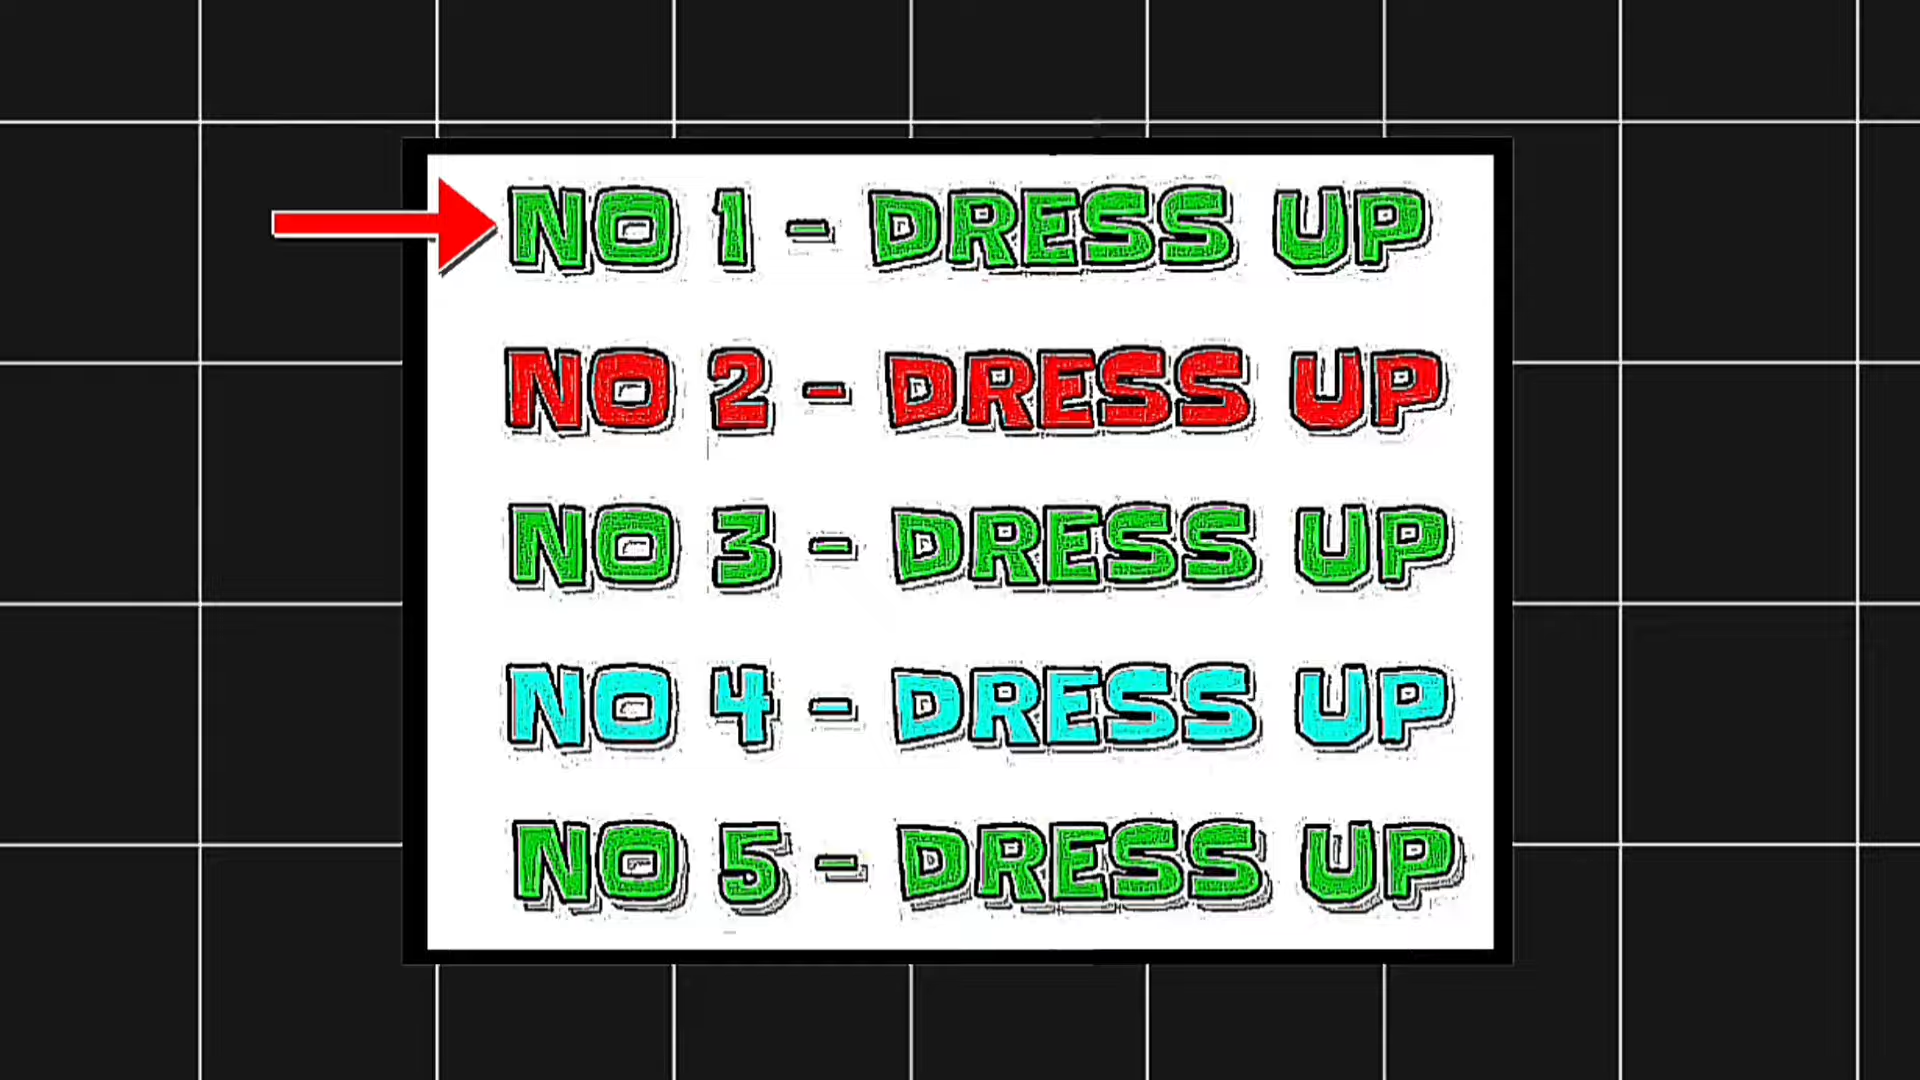 NO 1 - DRESS UP
NO 2 - DRESS UP
NO 3 - DRESS UP
NO 4 - DRESS UP
NO 5 - DRESS UP